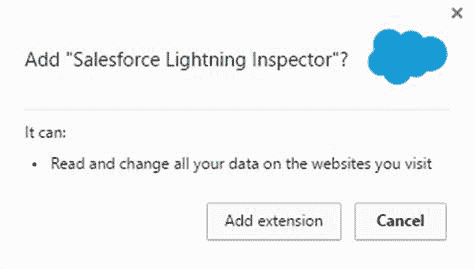 Add "Salesforce Lightning Inspector"?
It can:
• Read and change all your data on the websites you visit
Add extension
Cancel